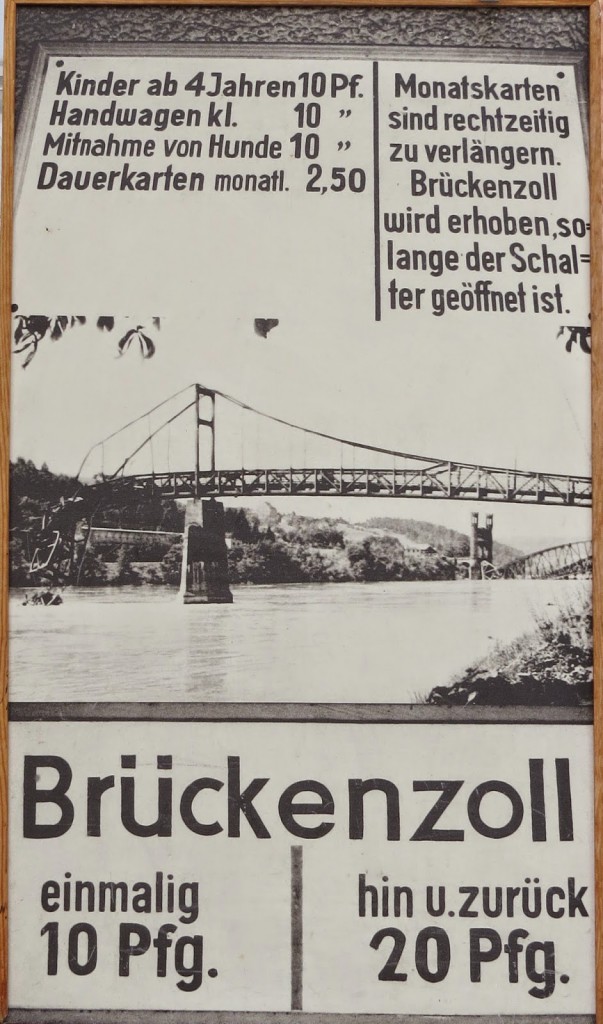 Kinder ab 4 Jahren 10 Pf.
Handwagen kl. 10 "
Mitnahme von Hunde 10 "
Dauerkarten monatl. 2,50
Monatskarten
sind rechtzeitig
zu verlängern.
Brückenzoll
wird erhoben, so=
lange der Schal=
ter geöffnet ist.
Brückenzoll
einmalig
10 Pfg.
hin u. zurück
20 Pfg.